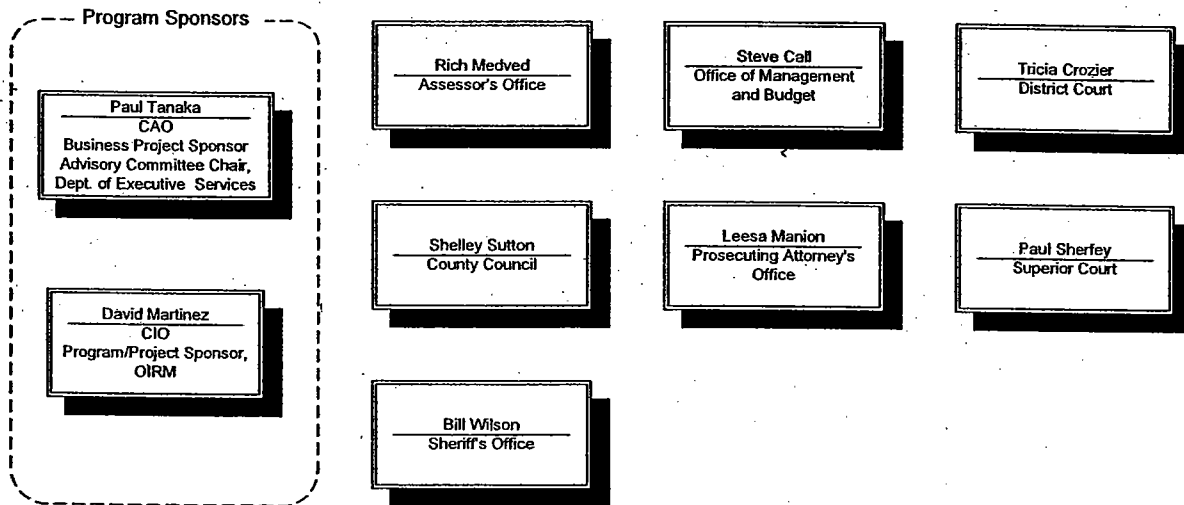 Program Sponsors
Paul Tanaka
CAO
Business Project Sponsor
Advisory Committee Chair,
Dept. of Executive Services
David Martinez
CIO
Program/Project Sponsor,
OIRM
Rich Medved
Assessor's Office
Steve Call
Office of Management
and Budget
Tricia Crozier
District Court
Shelley Sutton
County Council
Leesa Manion
Prosecuting Attorney's
Office
Paul Sherfey
Superior Court
Bill Wilson
Sheriff's Office